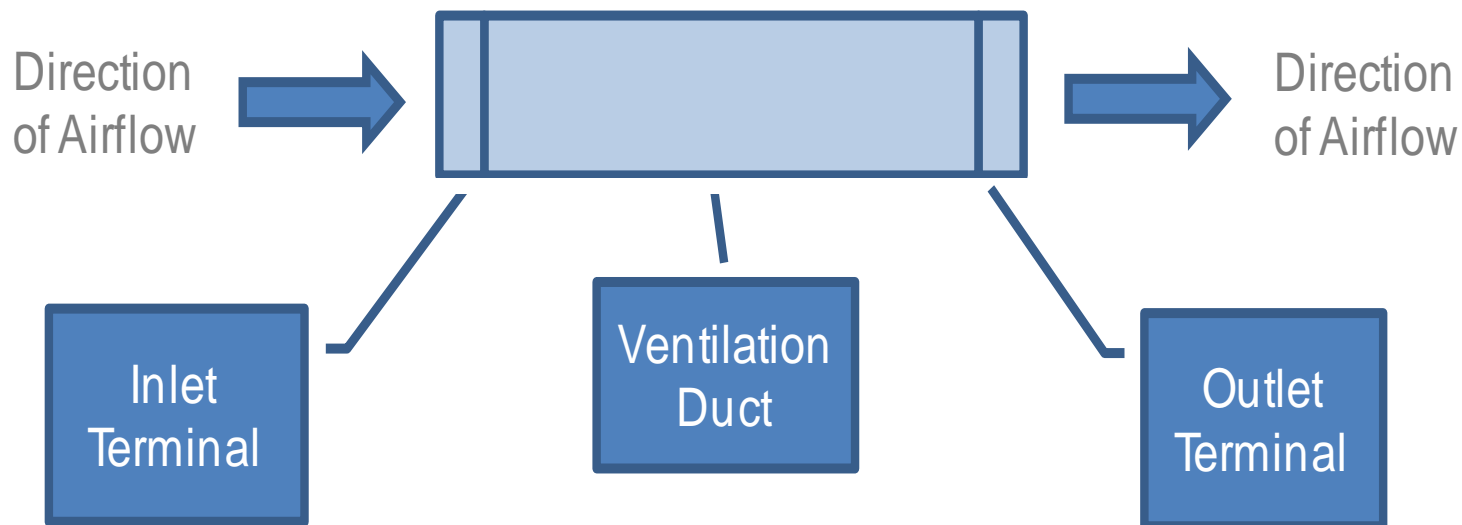 Direction
of Airflow
Direction
of Airflow
Inlet
Terminal
Ventilation
Duct
Outlet
Terminal